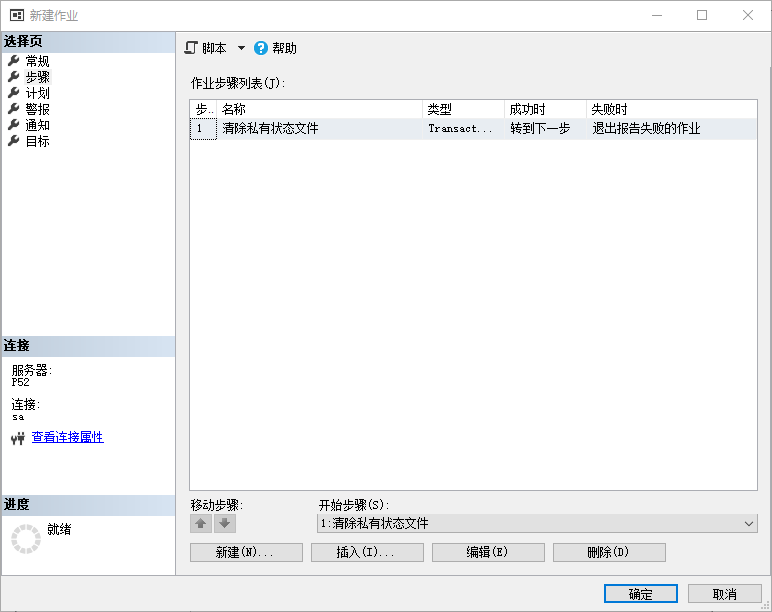 新建作业
选择页
常规
步骤
计划
警报
通知
目标
连接
服务器:
P52
连接:
sa
查看连接属性
进度
就绪
脚本 帮助
作业步骤列表(J):
步.. 名称 类型 成功时 失败时
1 清除私有状态文件 Transact... 转到下一步 退出报告失败的作业
移动步骤: 开始步骤(S):
1:清除私有状态文件
新建(N)... 插入(I)... 编辑(E) 删除(D)
确定 取消